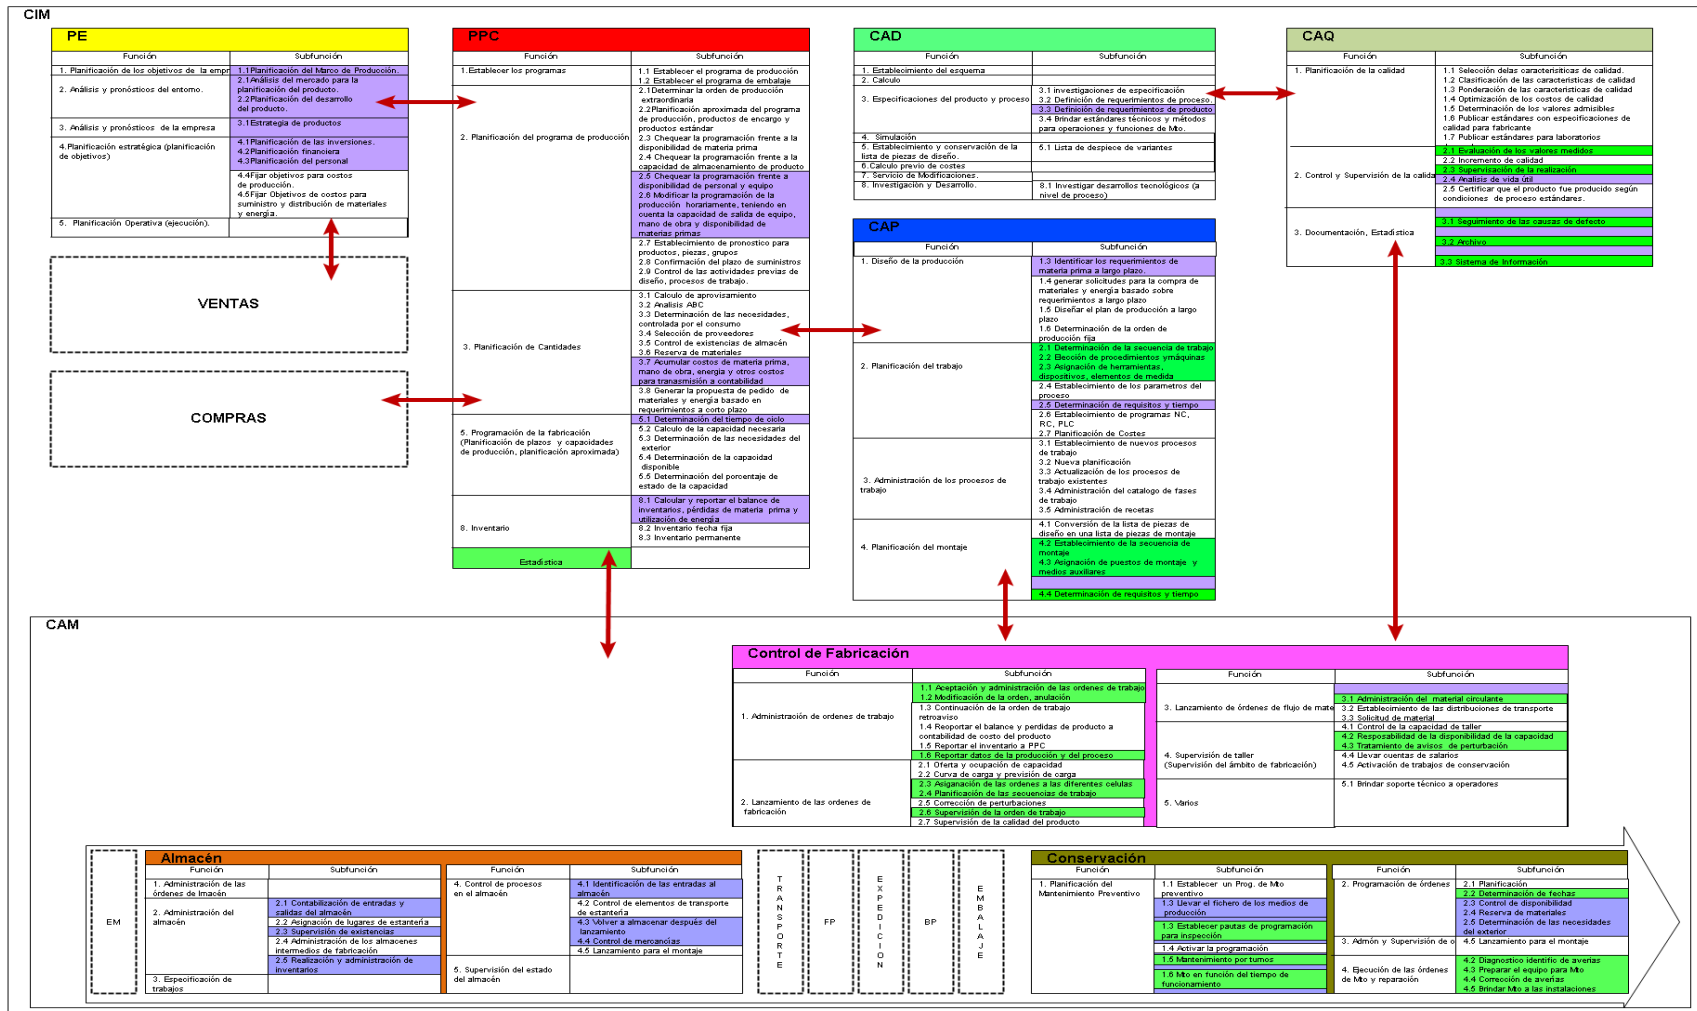 CIM
PE
Función Subfunción
1. Planificación de los objetivos de la empr
1.1Planificación del Marco de Producción.
2. Análisis y pronósticos del entorno.
2.1Análisis del mercado para la
planificación del producto.
2.2Planificación del desarrollo
del producto.
3. Análisis y pronósticos de la empresa
3.1Estrategia de productos
4.Planificación estratégica (planificación
de objetivos)
4.1Planificación de las inversiones.
4.2Planificación financiera
4.3Planificación del personal
4.4Fijar objetivos para costos
de producción.
4.5Fijar Objetivos de costos para
suministro y distribución de materiales
y energía.
5. Planificación Operativa (ejecución).
VENTAS
COMPRAS
PPC
Función Subfunción
1.Establecer los programas
1.1 Establecer el programa de producción
1.2 Establecer el programa de embalaje
2. Planificación del programa de producción
2.1Determinar la orden de producción
extraordinaria
2.2Planificación aproximada del programa
de producción, productos de encargo y
productos estándar
2.3 Chequear la programación frente a la
disponibilidad de materia prima
2.4 Chequear la programación frente a la
capacidad de almacenamiento de producto
2.5 Chequear la programación frente a
disponibilidad de personal y equipo
2.6 Modificar la programación de la
producción horariamente, teniendo en
cuenta la capacidad de salida de equipo,
mano de obra y disponibilidad de
materias primas
2.7 Establecimiento de pronostico para
productos, piezas, grupos
2.8 Confirmación del plazo de suministros
2.9 Control de las actividades previas de
diseño, procesos de trabajo.
3. Planificación de Cantidades
3.1 Calculo de aprovisamiento
3.2 Analisis ABC
3.3 Determinación de las necesidades,
controlada por el consumo
3.4 Selección de proveedores
3.5 Control de existencias de almacén
3.6 Reserva de materiales
3.7 Acumular costos de materia prima,
mano de obra, energia y otros costos
para transmasmisión a contabilidad
3.8 Generar la propuesta de pedido de
materiales y energía basado en
requerimientos a corto plazo
5. Programación de la fabricación
(Planificación de plazos y capacidades
de producción, planificación aproximada)
5.1 Determinación del tiempo de ciclo
5.2 Calculo de la capacidad necesaria
5.3 Determinación de las necesidades del
exterior
5.4 Determinación de la capacidad
disponible
5.5 Determinación del porcentaje de
estado de la capacidad
8. Inventario
8.1 Calcular y reportar el balance de
inventarios, pérdidas de materia prima y
utilización de energía
8.2 Inventario fecha fija
8.3 Inventario permanente
Estadística
CAD
Función Subfunción
1. Establecimiento del esquema
2. Calculo
3. Especificaciones del producto y proceso
3.1 investigaciones de especificación
3.2 Definición de requerimientos de proceso.
3.3 Definición de requerimientos de producto
3.4 Brindar estándares técnicos y métodos
para operaciones y funciones de Mto.
4. Simulación
5. Establecimiento y conservación de la
lista de piezas de diseño.
5.1 Lista de despiece de variantes
6.Calculo previo de costes
7. Servicio de Modificaciones.
8. Investigación y Desarrollo.
8.1 Investigar desarrollos tecnológicos (a
nivel de proceso)
CAP
Función Subfunción
1. Diseño de la producción
1.3 Identificar los requerimientos de
materia prima a largo plazo.
1.4 generar solicitudes para la compra de
materiales y energía basado sobre
requerimientos a largo plazo
1.5 Diseñar el plan de producción a largo
plazo
1.6 Determinación de la orden de
producción fija
2. Planificación del trabajo
2.1 Determinación de la secuencia de trabajo
2.2 Elección de procedimientos ymáquinas
2.3 Asignación de herramientas,
dispositivos, elementos de medida
2.4 Establecimiento de los parametros del
proceso
2.5 Determinación de requisitos y tiempo
2.6 Establecimiento de programas NC,
RC, PLC
2.7 Planificación de Costes
3. Administración de los procesos de
trabajo
3.1 Establecimiento de nuevos procesos
de trabajo
3.2 Nueva planificación
3.3 Actualización de los procesos de
trabajo existentes
3.4 Administración del catalogo de fases
de trabajo
3.5 Administración de recetas
4. Planificación del montaje
4.1 Conversión de la lista de piezas de
diseño en una lista de piezas de montaje
4.2 Establecimiento de la secuencia de
montaje
4.3 Asignación de puestos de montaje y
medios auxiliares
4.4 Determinación de requisitos y tiempo
CAQ
Función Subfunción
1. Planificación de la calidad
1.1 Selección delas caracterisiticas de calidad.
1.2 Clasificación de las caracteristicas de calidad
1.3 Ponderación de las caracteristicas de calidad
1.4 Optimización de los costos de calidad
1.5 Determinación de los valores admisibles
1.6 Publicar estándares con especificaciones de
calidad para fabricante
1.7 Publicar estándares para laboratorios
2. Control y Supervisión de la calida
2.1 Evaluación de los valores medidos
2.2 Incremento de calidad
2.3 Supervisación de la realización
2.4 Analisis de vida útil
2.5 Certificar que el producto fue producido según
condiciones de proceso estándares.
3. Documentación, Estadística
3.1 Seguimiento de las causas de defecto
3.2 Archivo
3.3 Sistema de Información
CAM
Control de Fabricación
Función Subfunción
1. Administración de ordenes de trabajo
1.1 Aceptación y administración de las ordenes de trabajo
1.2 Modificación de la orden, anulación
1.3 Continuación de la orden de trabajo
retroaviso
1.4 Reoportar el balance y perdidas de producto a
contabilidad de costo del producto
1.5 Reportar el inventario a PPC
1.6 Reportar datos de la producción y del proceso
2. Lanzamiento de las ordenes de
fabricación
2.1 Oferta y ocupación de capacidad
2.2 Curva de carga y previsión de carga
2.3 Asiganación de las ordenes a las diferentes celulas
2.4 Planificación de las secuencias de trabajo
2.5 Corrección de perturbaciones
2.6 Supervisión de la orden de trabajo
2.7 Supervisión de la calidad del producto
Función Subfunción
3. Lanzamiento de órdenes de flujo de mate
3.1 Administración del material circulante
3.2 Establecimiento de las distribuciones de transporte
3.3 Solicitud de material
4. Supervisión de taller
(Supervisión del ámbito de fabricación)
4.1 Control de la capacidad de taller
4.2 Resposabilidad de la disponibilidad de la capacidad
4.3 Tratamiento de avisos de perturbación
4.4 Llevar cuentas de salarios
4.5 Activación de trabajos de conservación
5. Varios
5.1 Brindar soporte técnico a operadores
EM
Almacén
Función Subfunción
1. Administración de las
órdenes de lmacén
2. Administración del
almacén
2.1 Contabilización de entradas y
salidas del almacén
2.2 Asignación de lugares de estantería
2.3 Supervisión de existencias
2.4 Administración de los almacenes
intermedios de fabricación
2.5 Realización y administración de
inventarios
3. Especificación de
trabajos
Función Subfunción
4. Control de procesos
en el almacén
4.1 Identificación de las entradas al
almacén
4.2 Control de elementos de transporte
de estantería
4.3 Volver a almacenar después del
lanzamiento
4.4 Control de mercancías
4.5 Lanzamiento para el montaje
5. Supervisión del estado
del almacén
TRANSPORTE
FP
EXPEDICION
BP
EMBALAJE
Conservación
Función Subfunción
1. Planificación del
Mantenimiento Preventivo
1.1 Establecer un Prog. de Mto
preventivo
1.3 Llevar el fichero de los medios de
producción
1.3 Establecer pautas de programación
para inspección
1.4 Activar la programación
1.5 Mantenimiento por turnos
1.6 Mto en función del tiempo de
funcionamiento
Función Subfunción
2. Programación de órdenes
2.1 Planificación
2.2 Determinación de fechas
2.3 Control de disponibilidad
2.4 Reserva de materiales
2.5 Determinación de las necesidades
del exterior
3. Admón y Supervisión de o
4.5 Lanzamiento para el montaje
4. Ejecución de las órdenes
de Mto y reparación
4.2 Diagnostico identific de averias
4.3 Preparar el equipo para Mto
4.4 Corrección de averias
4.5 Brindar Mto a las instalaciones